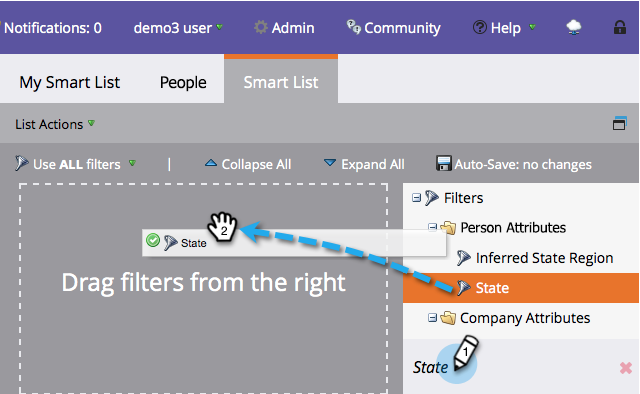 Notifications: 0 demo3 user Admin Community Help
My Smart List People Smart List
List Actions
Use ALL filters | Collapse All Expand All Auto-Save: no changes
Filters
Person Attributes
2
State
Inferred State Region
Drag filters from the right
State
Company Attributes
1
State